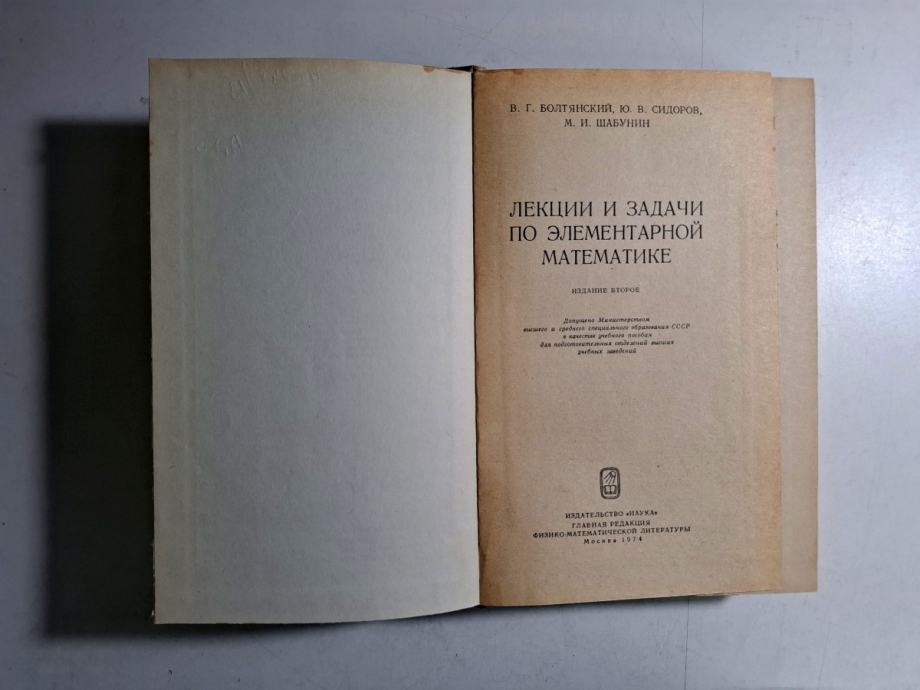 В. Г. БОЛТЯНСКИЙ, Ю. В. СИДОРОВ,
М. И. ШАБУНИН
ЛЕКЦИИ И ЗАДАЧИ
ПО ЭЛЕМЕНТАРНОЙ
МАТЕМАТИКЕ
ИЗДАНИЕ ВТОРОЕ
Допущено Министерством
высшего и среднего специального образования СССР
в качестве учебного пособия
для подготовительных отделений высших
учебных заведений
ИЗДАТЕЛЬСТВО «НАУКА»
ГЛАВНАЯ РЕДАКЦИЯ
ФИЗИКО-МАТЕМАТИЧЕСКОЙ ЛИТЕРАТУРЫ
Москва 1974